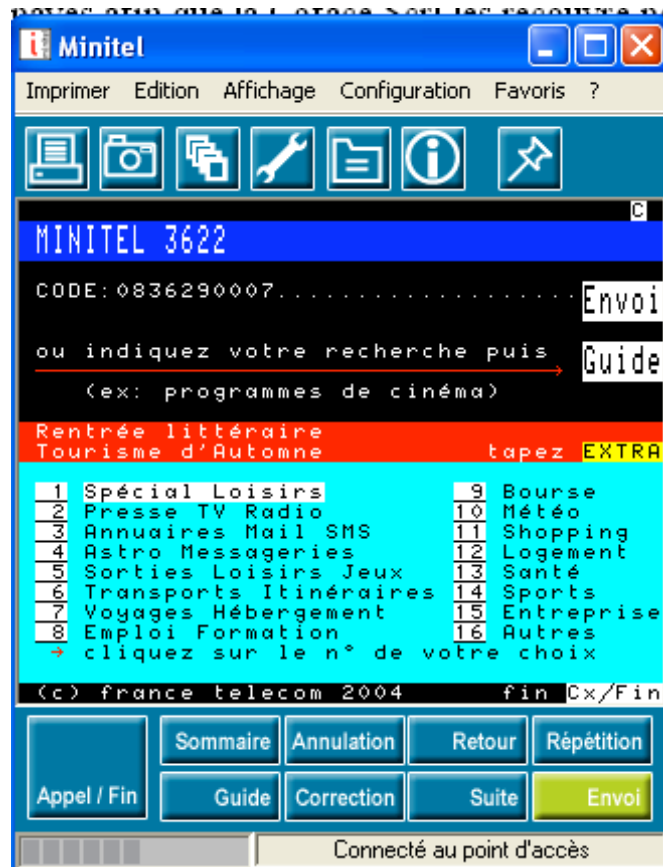 Minitel
Imprimer Edition Affichage Configuration Favoris ?
C
MINITEL 3622
CODE:0836290007.................... Envoi
ou indiquez votre recherche puis Guide
(ex: programmes de cinéma)
Rentrée littéraire
Tourisme d'Automne tapez EXTRA
1 Spécial Loisirs 9 Bourse
2 Presse TV Radio 10 Météo
3 Annuaires Mail SMS 11 Shopping
4 Astro Messageries 12 Logement
5 Sorties Loisirs Jeux 13 Santé
6 Transports Itinéraires 14 Sports
7 Voyages Hébergement 15 Entreprise
8 Emploi Formation 16 Autres
→ cliquez sur le n° de votre choix
(c) france telecom 2004 fin Cx/Fin
Sommaire Annulation Retour Répétition
Appel / Fin Guide Correction Suite Envoi
Connecté au point d'accès